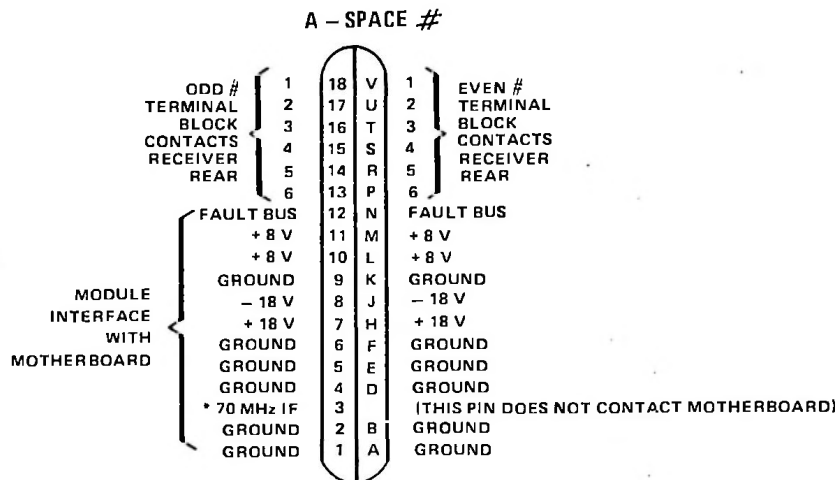 A – SPACE #
ODD # 1 18 V 1 EVEN #
TERMINAL 2 17 U 2 TERMINAL
BLOCK 3 16 T 3 BLOCK
CONTACTS 4 15 S 4 CONTACTS
RECEIVER 5 14 R 5 RECEIVER
REAR 6 13 P 6 REAR
FAULT BUS 12 N FAULT BUS
+ 8 V 11 M + 8 V
+ 8 V 10 L + 8 V
GROUND 9 K GROUND
– 18 V 8 J – 18 V
+ 18 V 7 H + 18 V
GROUND 6 F GROUND
GROUND 5 E GROUND
GROUND 4 D GROUND
* 70 MHz IF 3 (THIS PIN DOES NOT CONTACT MOTHERBOARD)
GROUND 2 B GROUND
GROUND 1 A GROUND
MODULE
INTERFACE
WITH
MOTHERBOARD